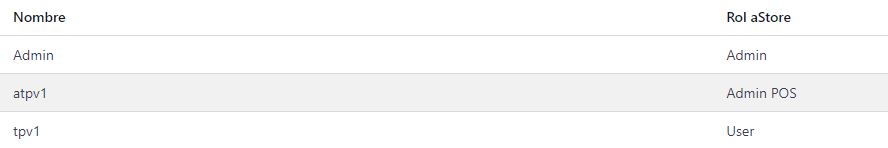 Nombre Rol aStore
Admin Admin
atpv1 Admin POS
tpv1 User